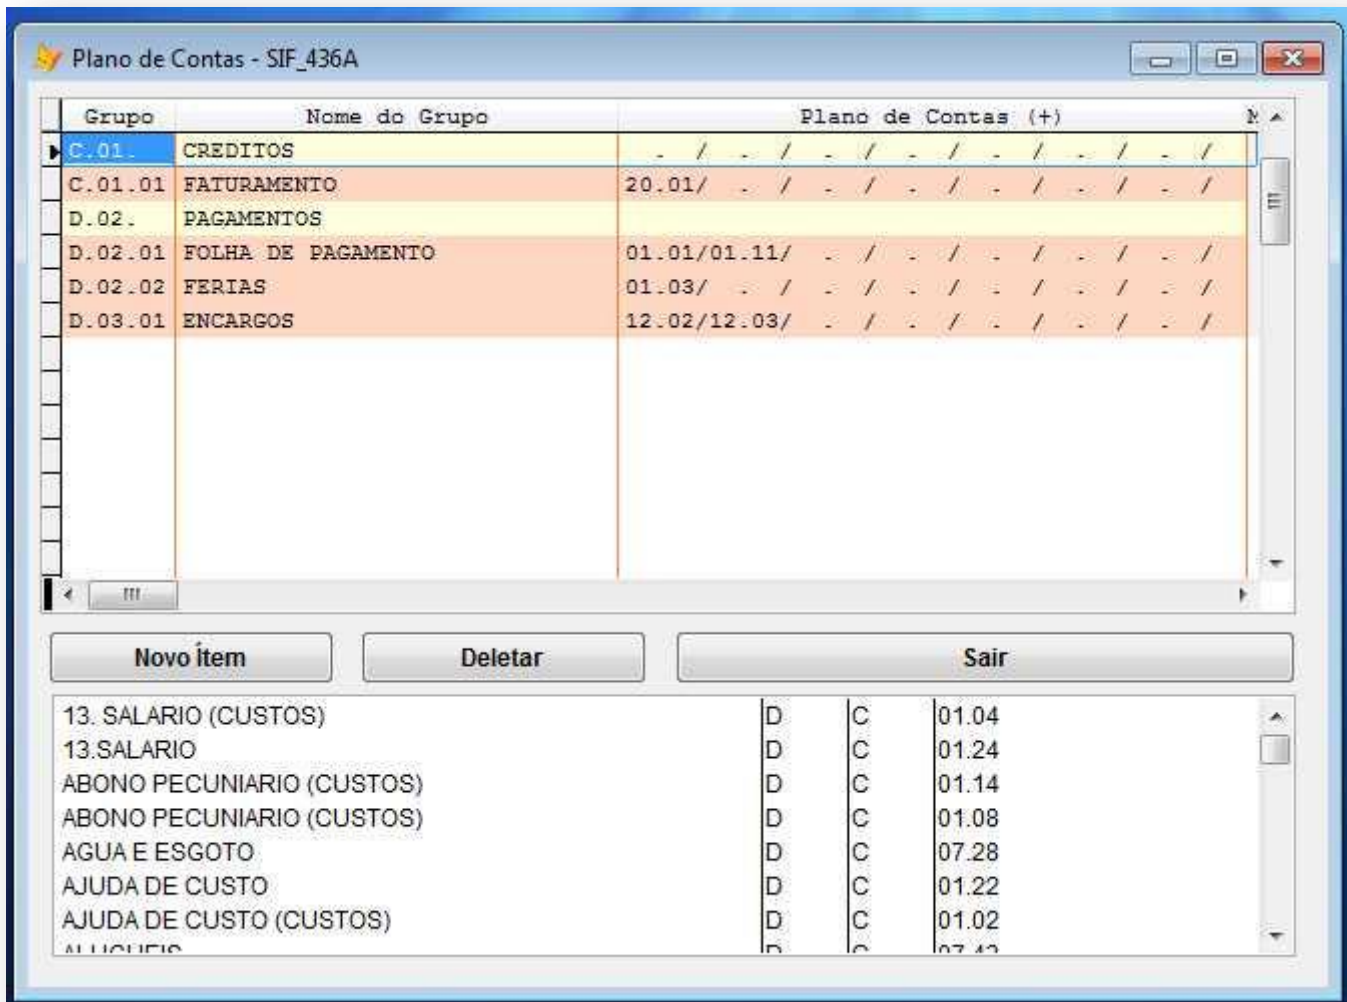 Plano de Contas - SIF_436A
Grupo Nome do Grupo Plano de Contas (+)
C.01. CREDITOS . / . / . / . / . / . / . /
C.01.01 FATURAMENTO 20.01/ . / . / . / . / . / . /
D.02. PAGAMENTOS
D.02.01 FOLHA DE PAGAMENTO 01.01/01.11/ . / . / . / . / . /
D.02.02 FERIAS 01.03/ . / . / . / . / . / . /
D.03.01 ENCARGOS 12.02/12.03/ . / . / . / . / . /
Novo Ítem Deletar Sair
13. SALARIO (CUSTOS) D C 01.04
13.SALARIO D C 01.24
ABONO PECUNIARIO (CUSTOS) D C 01.14
ABONO PECUNIARIO (CUSTOS) D C 01.08
AGUA E ESGOTO D C 07.28
AJUDA DE CUSTO D C 01.22
AJUDA DE CUSTO (CUSTOS) D C 01.02